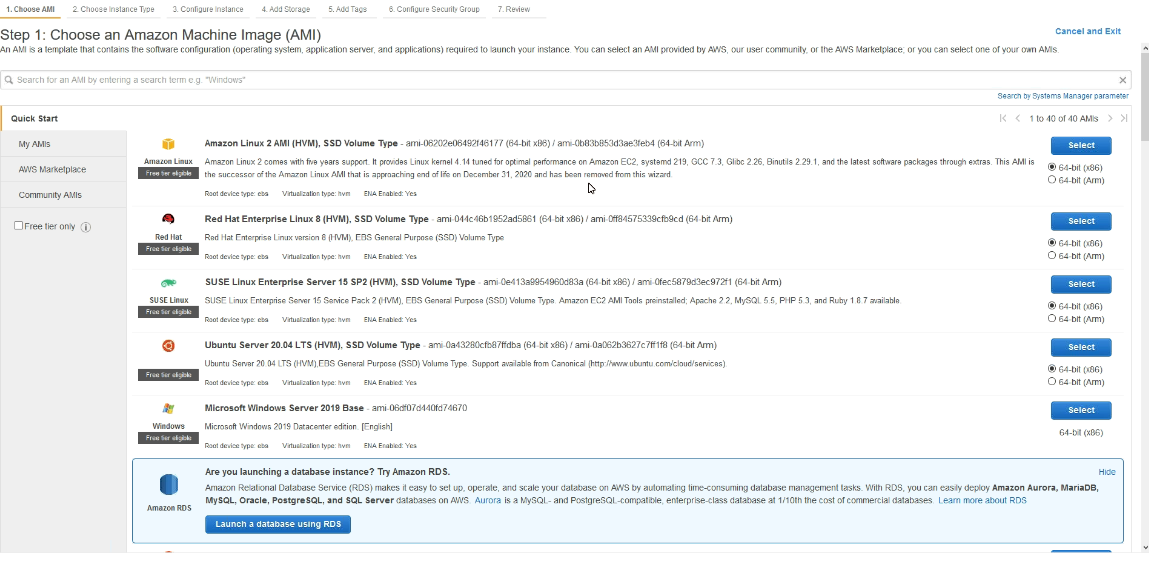 1. Choose AMI 2. Choose Instance Type 3. Configure Instance 4. Add Storage 5. Add Tags 6. Configure Security Group 7. Review
Step 1: Choose an Amazon Machine Image (AMI)
Cancel and Exit
An AMI is a template that contains the software configuration (operating system, application server, and applications) required to launch your instance. You can select an AMI provided by AWS, our user community, or the AWS Marketplace; or you can select one of your own AMIs.
Search for an AMI by entering a search term e.g. "Windows"
Search by Systems Manager parameter
Quick Start
1 to 40 of 40 AMIs
My AMIs
AWS Marketplace
Community AMIs
Free tier only
Amazon Linux
Free tier eligible
Amazon Linux 2 AMI (HVM), SSD Volume Type - ami-06202e06492f46177 (64-bit x86) / ami-0b83b853d3ae3feb4 (64-bit Arm)
Amazon Linux 2 comes with five years support. It provides Linux kernel 4.14 tuned for optimal performance on Amazon EC2, systemd 219, GCC 7.3, Glibc 2.26, Binutils 2.29.1, and the latest software packages through extras. This AMI is
the successor of the Amazon Linux AMI that is approaching end of life on December 31, 2020 and has been removed from this wizard.
Root device type: ebs Virtualization type: hvm ENA Enabled: Yes
Select
64-bit (x86)
64-bit (Arm)
Red Hat
Free tier eligible
Red Hat Enterprise Linux 8 (HVM), SSD Volume Type - ami-044c46b1952ad5861 (64-bit x86) / ami-0ff84575339cfb9cd (64-bit Arm)
Red Hat Enterprise Linux version 8 (HVM), EBS General Purpose (SSD) Volume Type
Root device type: ebs Virtualization type: hvm ENA Enabled: Yes
Select
64-bit (x86)
64-bit (Arm)
SUSE Linux
Free tier eligible
SUSE Linux Enterprise Server 15 SP2 (HVM), SSD Volume Type - ami-0e413a9954960d83a (64-bit x86) / ami-0fec5879d3ec972f1 (64-bit Arm)
SUSE Linux Enterprise Server 15 Service Pack 2 (HVM), EBS General Purpose (SSD) Volume Type. Amazon EC2 AMI Tools preinstalled; Apache 2.2, MySQL 5.5, PHP 5.3, and Ruby 1.8.7 available.
Root device type: ebs Virtualization type: hvm ENA Enabled: Yes
Select
64-bit (x86)
64-bit (Arm)
Free tier eligible
Ubuntu Server 20.04 LTS (HVM), SSD Volume Type - ami-0a43280cfb87ffdba (64-bit x86) / ami-0a062b3627c7ff1f8 (64-bit Arm)
Ubuntu Server 20.04 LTS (HVM),EBS General Purpose (SSD) Volume Type. Support available from Canonical (http://www.ubuntu.com/cloud/services).
Root device type: ebs Virtualization type: hvm ENA Enabled: Yes
Select
64-bit (x86)
64-bit (Arm)
Windows
Free tier eligible
Microsoft Windows Server 2019 Base - ami-06df07d440fd74670
Microsoft Windows 2019 Datacenter edition. [English]
Root device type: ebs Virtualization type: hvm ENA Enabled: Yes
Select
64-bit (x86)
Amazon RDS
Are you launching a database instance? Try Amazon RDS.
Hide
Amazon Relational Database Service (RDS) makes it easy to set up, operate, and scale your database on AWS by automating time-consuming database management tasks. With RDS, you can easily deploy Amazon Aurora, MariaDB,
MySQL, Oracle, PostgreSQL, and SQL Server databases on AWS. Aurora is a MySQL- and PostgreSQL-compatible, enterprise-class database at 1/10th the cost of commercial databases. Learn more about RDS
Launch a database using RDS